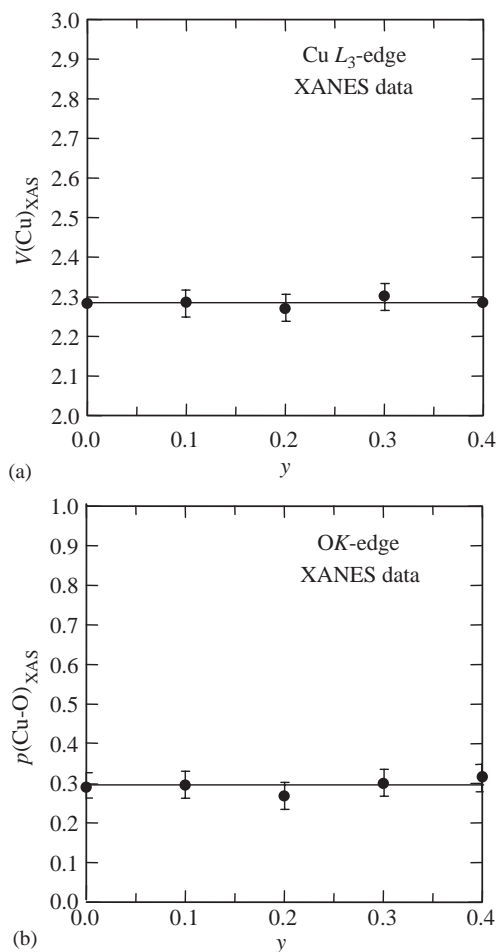 3.0
2.9
2.8
2.7
2.6
2.5
2.4
2.3
2.2
2.1
2.0
V(Cu)XAS
Cu L3-edge
XANES data
0.0 0.1 0.2 0.3 0.4
y
(a)
1.0
0.9
0.8
0.7
0.6
0.5
0.4
0.3
0.2
0.1
0.0
p(Cu-O)XAS
OK-edge
XANES data
0.0 0.1 0.2 0.3 0.4
y
(b)